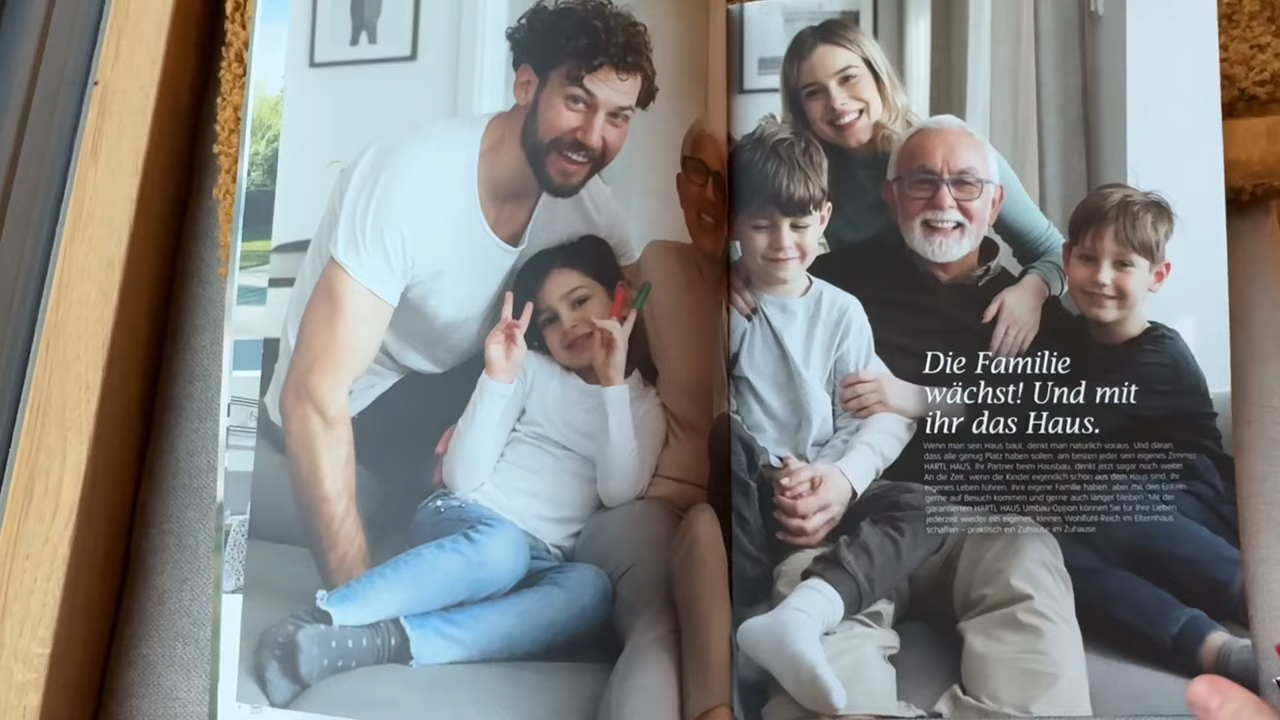 Die Familie
wächst! Und mit
ihr das Haus.
Wenn man sein Haus baut, denkt man natürlich voraus. Und daran,
dass alle genug Platz haben sollen, am besten jeder sein eigenes Zimmer.
HARTL HAUS, Ihr Partner beim Hausbau, denkt jetzt sogar noch weiter.
An die Zeit, wenn die Kinder eigentlich schon aus dem Haus sind, ihr
eigenes Leben führen, ihre eigene Familie haben, aber mit den Enkeln
gerne auf Besuch kommen und gerne auch länger bleiben. Mit der
garantierten HARTL HAUS Umbau-Option können Sie für Ihre Lieben
jederzeit wieder ein eigenes, kleines Wohlfühl-Reich im Elternhaus
schaffen – praktisch ein Zuhause im Zuhause